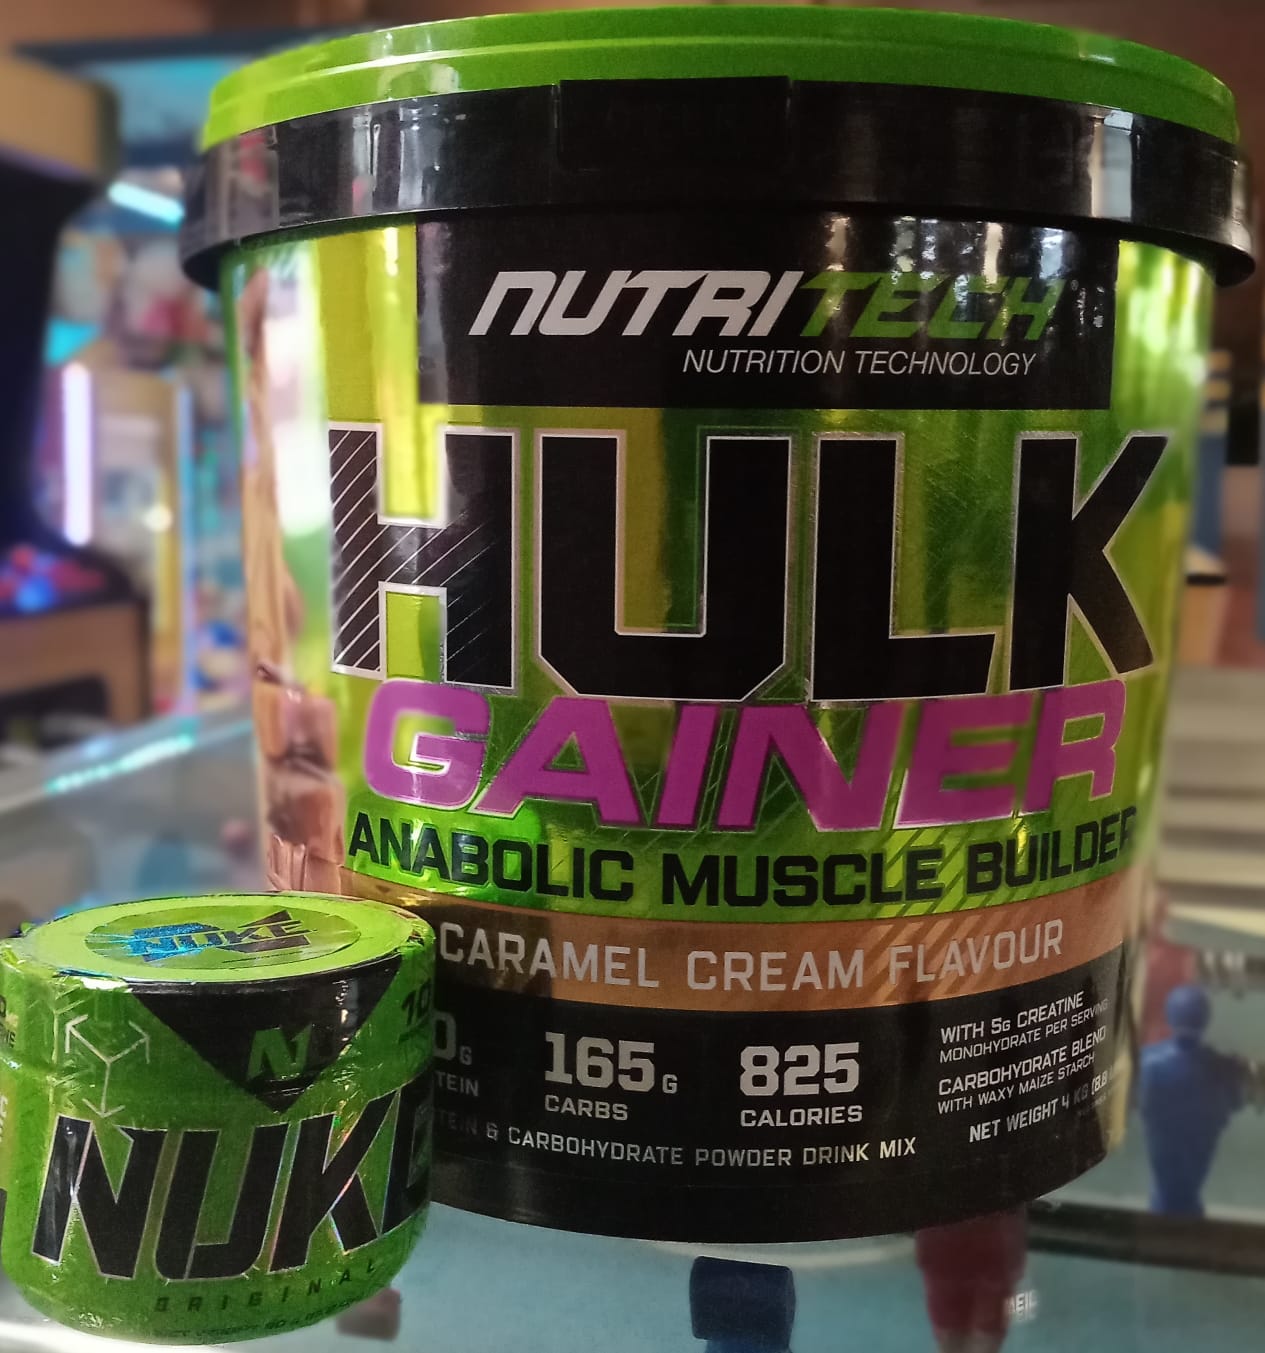 NUTRITECH®
NUTRITION TECHNOLOGY
HULK
GAINER
ANABOLIC MUSCLE BUILDER
CARAMEL CREAM FLAVOUR
165G
CARBS
825
CALORIES
WITH 5G CREATINE
MONOHYDRATE PER SERVING
CARBOHYDRATE BLEND
WITH WAXY MAIZE STARCH
NET WEIGHT 4 KG
& CARBOHYDRATE POWDER DRINK MIX
NUKE
NUKE
ORIGINAL